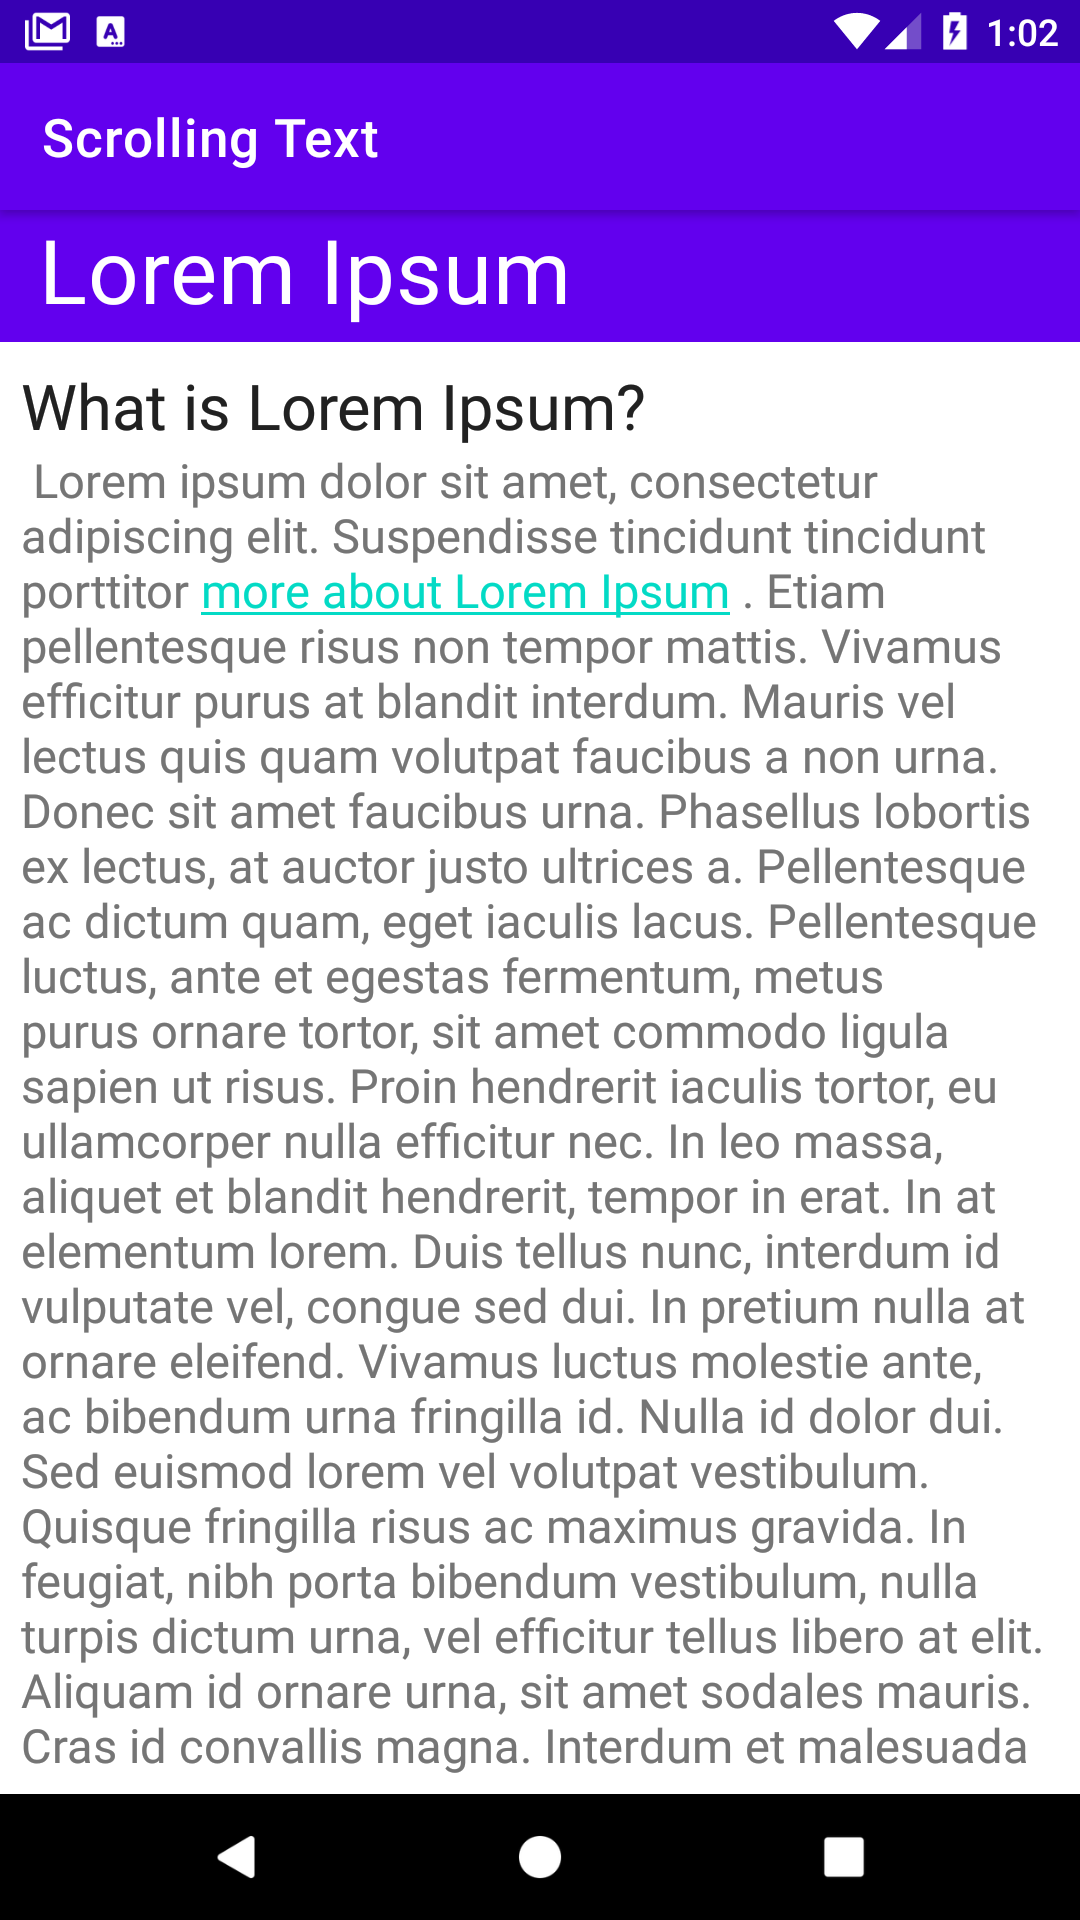 1:02
Scrolling Text
Lorem Ipsum
What is Lorem Ipsum?
Lorem ipsum dolor sit amet, consectetur
adipiscing elit. Suspendisse tincidunt tincidunt
porttitor more about Lorem Ipsum . Etiam
pellentesque risus non tempor mattis. Vivamus
efficitur purus at blandit interdum. Mauris vel
lectus quis quam volutpat faucibus a non urna.
Donec sit amet faucibus urna. Phasellus lobortis
ex lectus, at auctor justo ultrices a. Pellentesque
ac dictum quam, eget iaculis lacus. Pellentesque
luctus, ante et egestas fermentum, metus
purus ornare tortor, sit amet commodo ligula
sapien ut risus. Proin hendrerit iaculis tortor, eu
ullamcorper nulla efficitur nec. In leo massa,
aliquet et blandit hendrerit, tempor in erat. In at
elementum lorem. Duis tellus nunc, interdum id
vulputate vel, congue sed dui. In pretium nulla at
ornare eleifend. Vivamus luctus molestie ante,
ac bibendum urna fringilla id. Nulla id dolor dui.
Sed euismod lorem vel volutpat vestibulum.
Quisque fringilla risus ac maximus gravida. In
feugiat, nibh porta bibendum vestibulum, nulla
turpis dictum urna, vel efficitur tellus libero at elit.
Aliquam id ornare urna, sit amet sodales mauris.
Cras id convallis magna. Interdum et malesuada